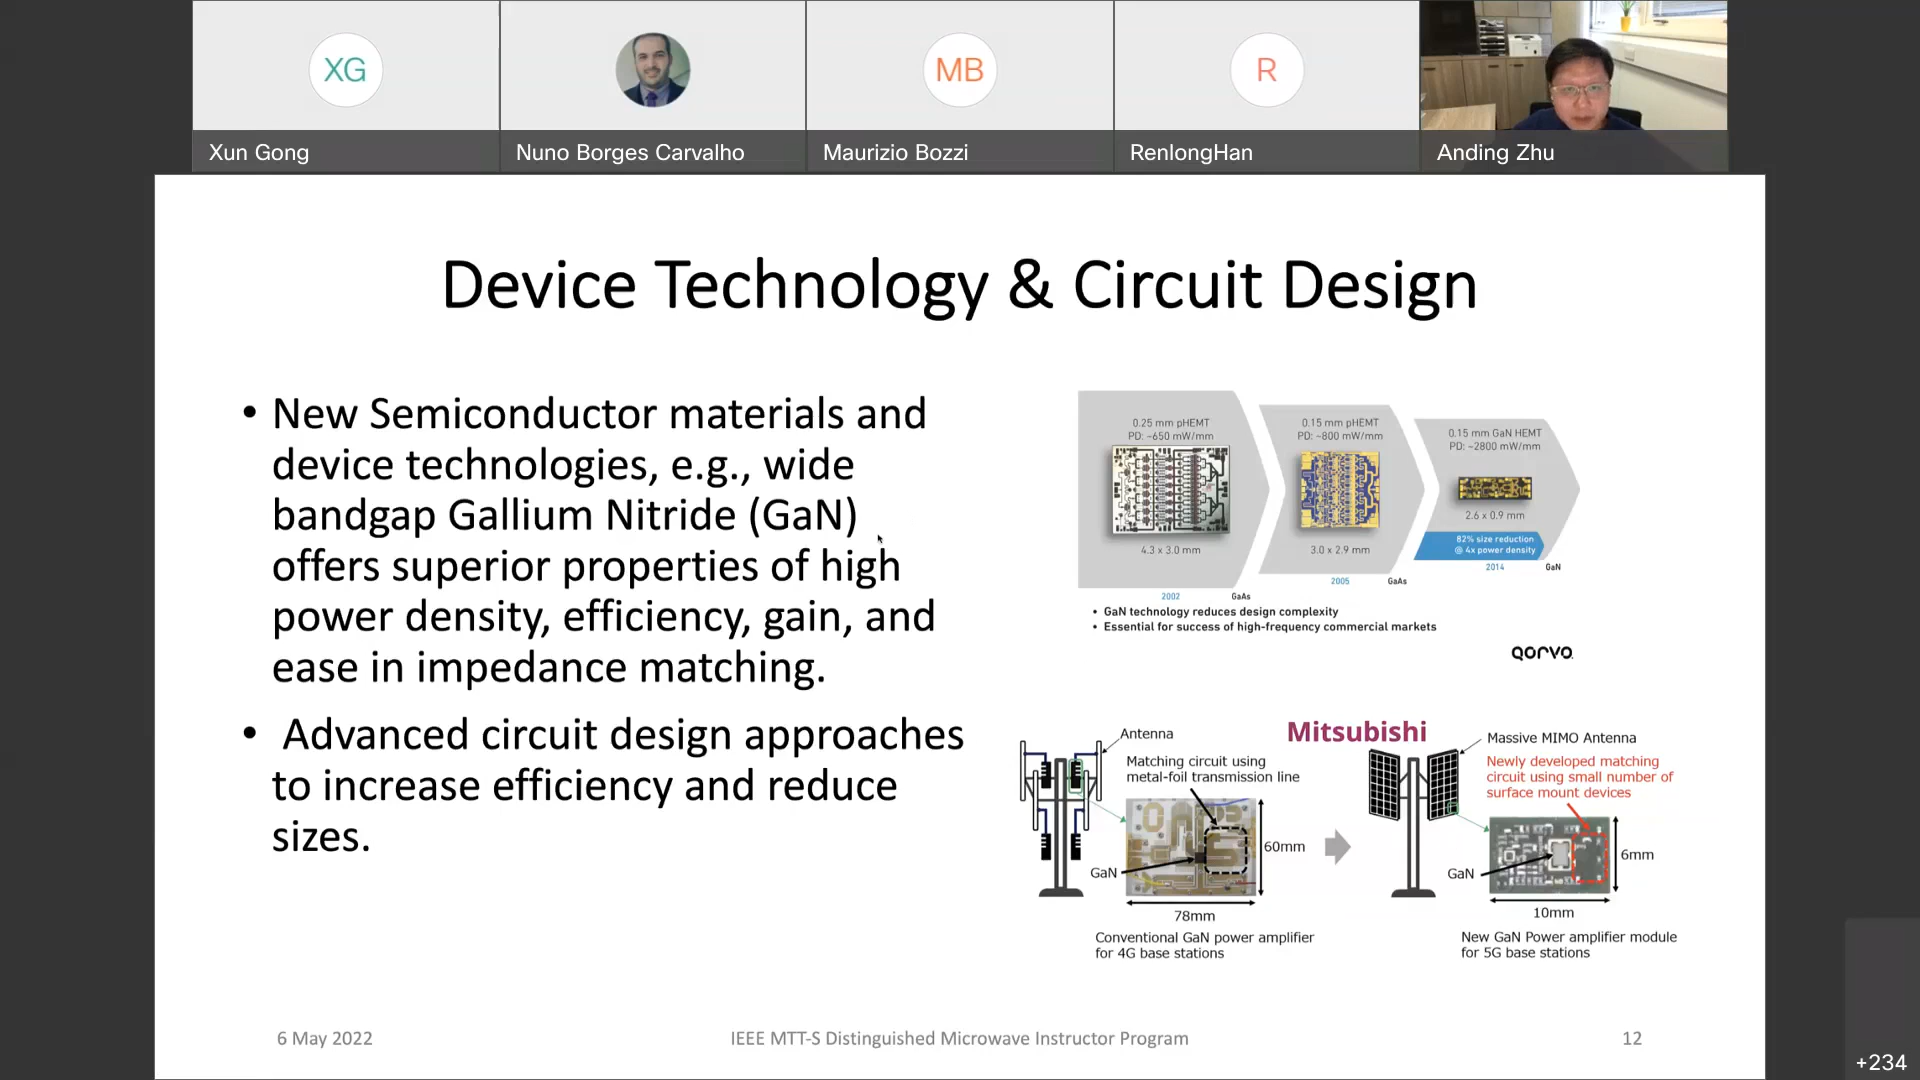 XG
MB
R
Xun Gong
Nuno Borges Carvalho
Maurizio Bozzi
RenlongHan
Anding Zhu
Device Technology & Circuit Design
• New Semiconductor materials and
device technologies, e.g., wide
bandgap Gallium Nitride (GaN)
offers superior properties of high
power density, efficiency, gain, and
ease in impedance matching.
• Advanced circuit design approaches
to increase efficiency and reduce
sizes.
0.25 mm pHEMT
PD: ~650 mW/mm
4.3 x 3.0 mm
2002
GaAs
0.15 mm pHEMT
PD: ~800 mW/mm
3.0 x 2.9 mm
2005
GaAs
0.15 mm GaN HEMT
PD: ~2800 mW/mm
2.6 x 0.9 mm
82% size reduction
@ 4x power density
2014
GaN
• GaN technology reduces design complexity
• Essential for success of high-frequency commercial markets
QORVO
Mitsubishi
Antenna
Matching circuit using
metal-foil transmission line
GaN
60mm
78mm
Conventional GaN power amplifier
for 4G base stations
Massive MIMO Antenna
Newly developed matching
circuit using small number of
surface mount devices
GaN
6mm
10mm
New GaN Power amplifier module
for 5G base stations
6 May 2022
IEEE MTT-S Distinguished Microwave Instructor Program
12
+234